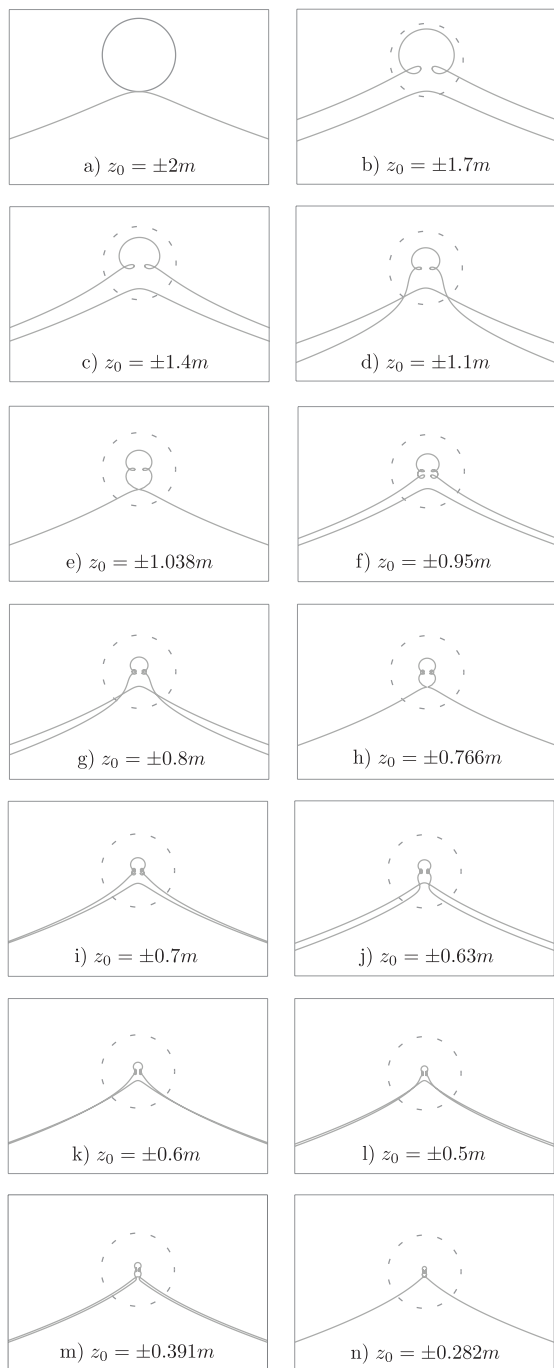 a) z₀ = ±2m
b) z₀ = ±1.7m
c) z₀ = ±1.4m
d) z₀ = ±1.1m
e) z₀ = ±1.038m
f) z₀ = ±0.95m
g) z₀ = ±0.8m
h) z₀ = ±0.766m
i) z₀ = ±0.7m
j) z₀ = ±0.63m
k) z₀ = ±0.6m
l) z₀ = ±0.5m
m) z₀ = ±0.391m
n) z₀ = ±0.282m